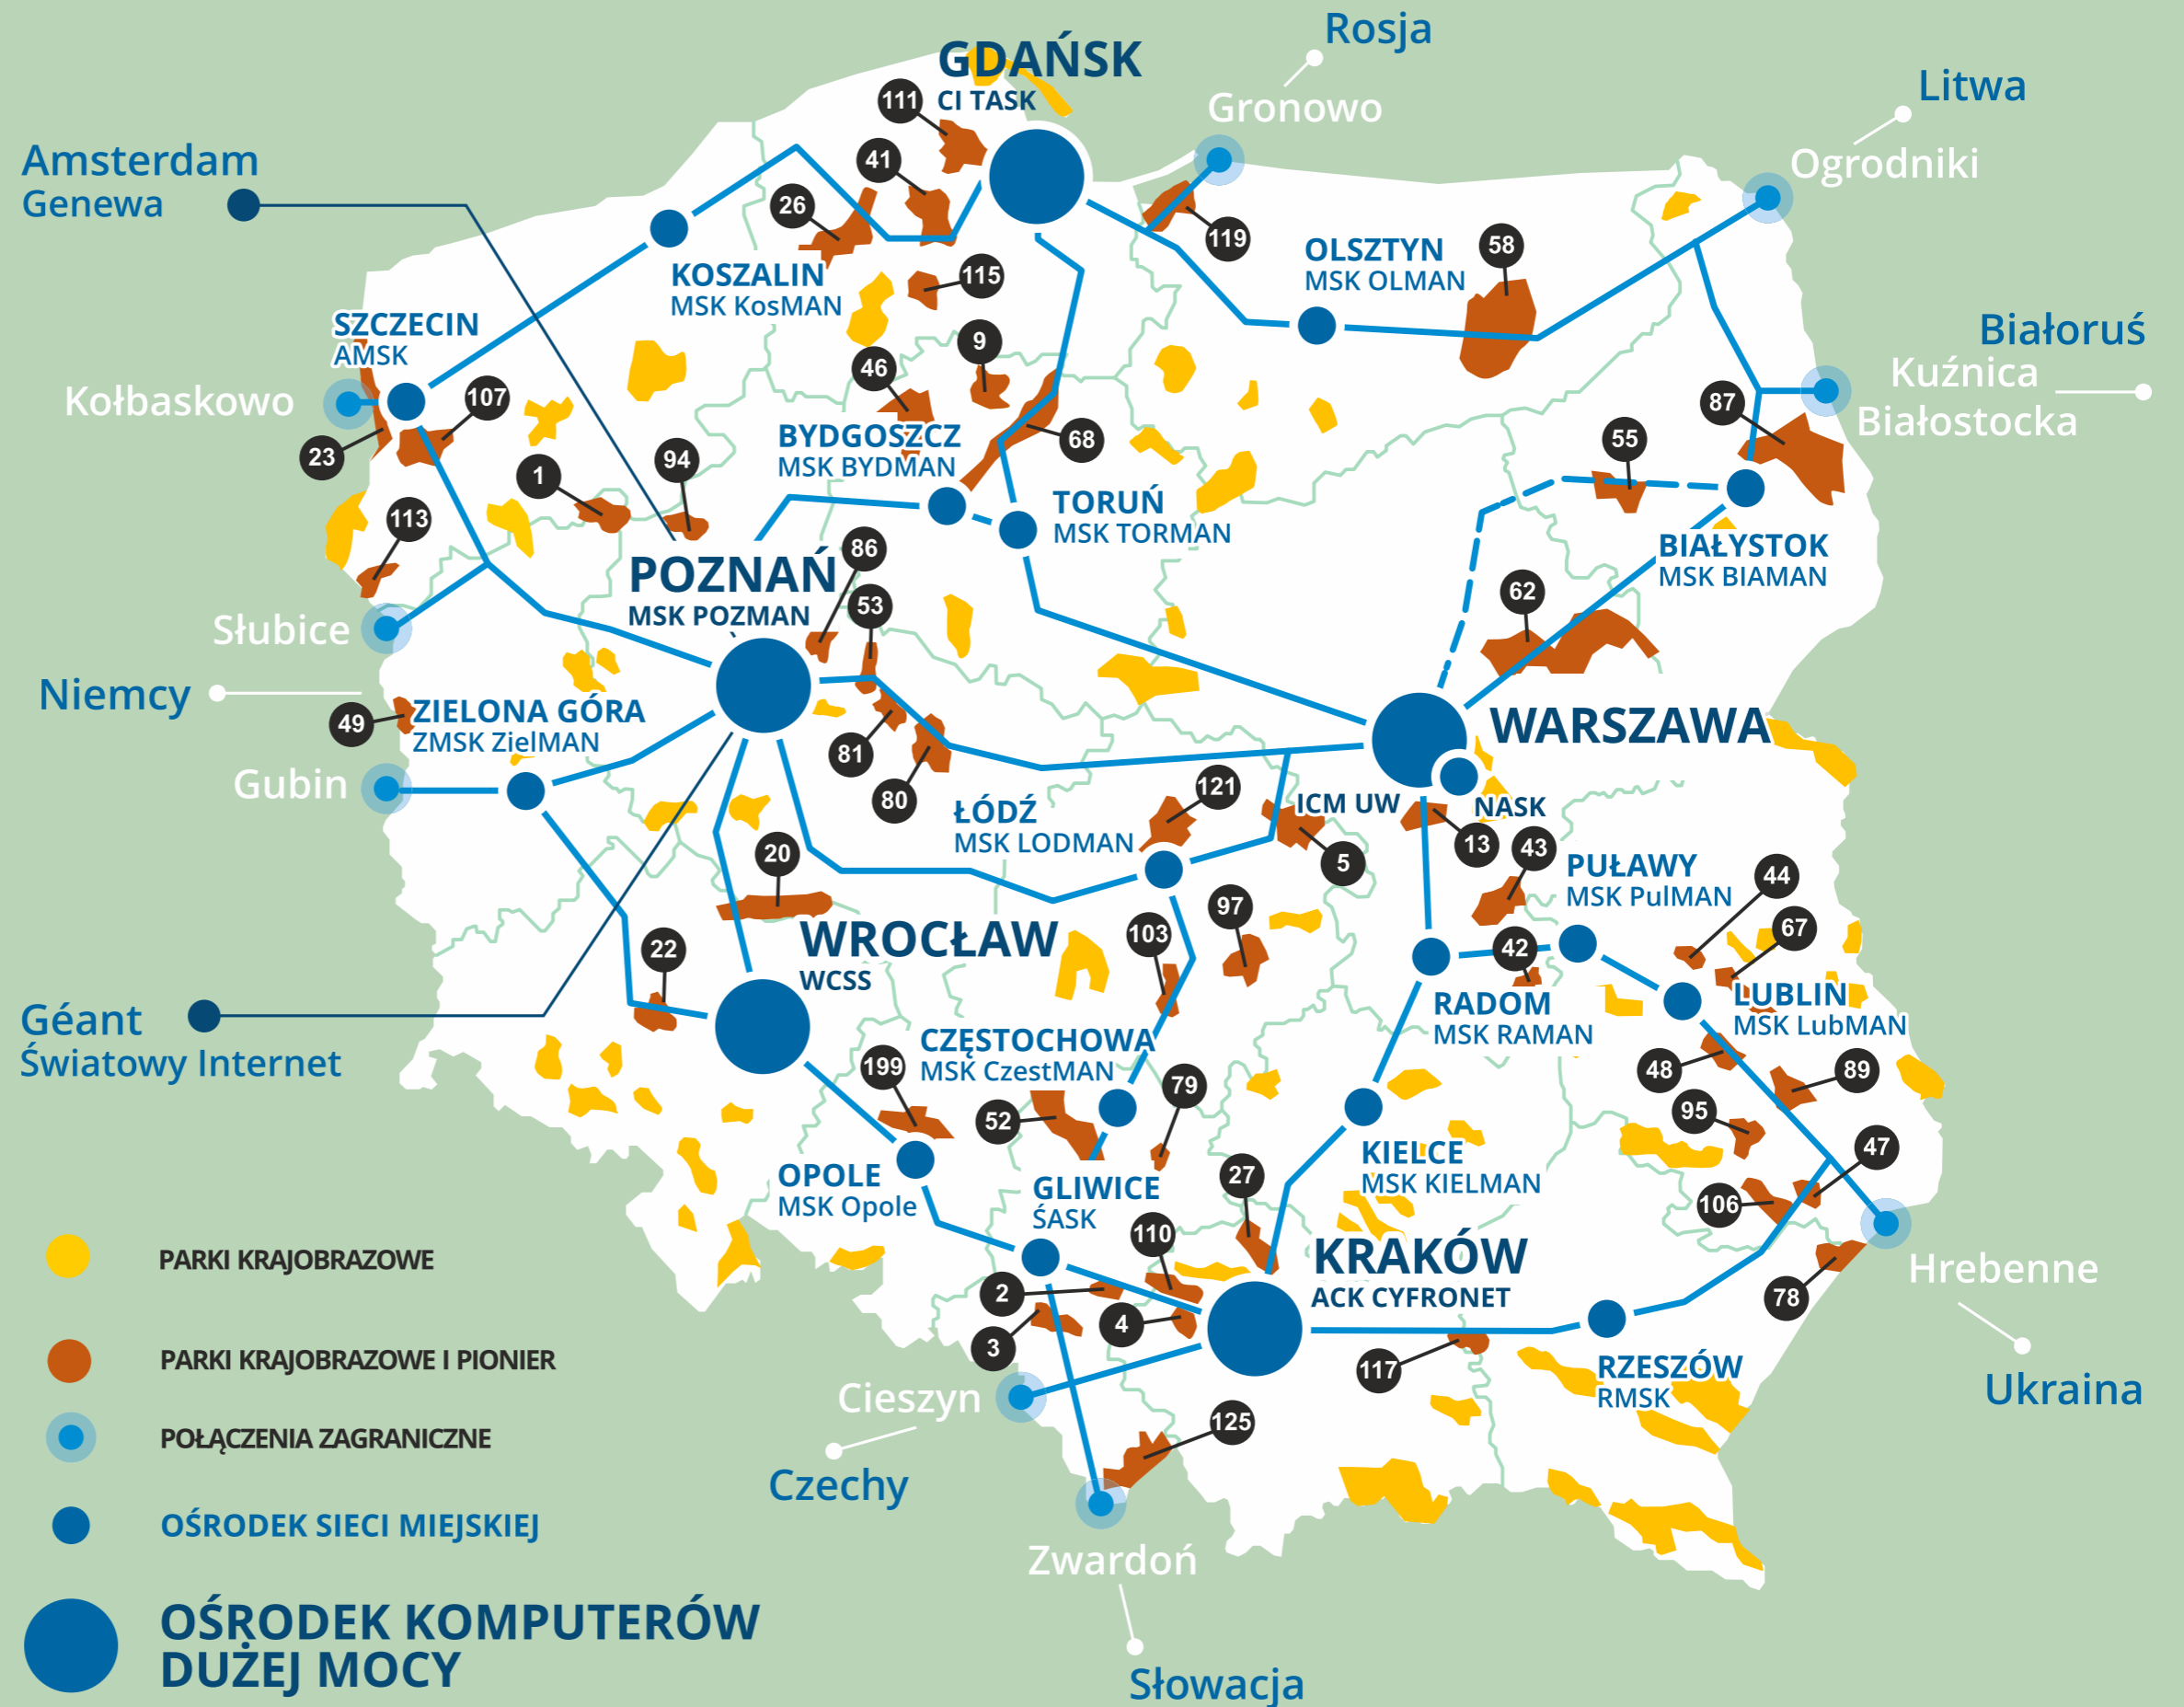 Rosja
GDAŃSK
CI TASK
Gronowo
Litwa
Ogrodniki
111
41
26
119
Amsterdam
Genewa
KOSZALIN
MSK KosMAN
115
OLSZTYN
MSK OLMAN
58
SZCZECIN
AMSK
Białoruś
Kuźnica
Białostocka
Kołbaskowo
107
23
46
9
68
BYDGOSZCZ
MSK BYDMAN
87
55
1
94
113
TORUŃ
MSK TORMAN
BIAŁYSTOK
MSK BIAMAN
POZNAŃ
MSK POZMAN
86
53
62
Słubice
Niemcy
49
ZIELONA GÓRA
ZMSK ZielMAN
81
80
WARSZAWA
Gubin
ŁÓDŹ
MSK LODMAN
121
5
ICM UW
NASK
13
43
20
PUŁAWY
MSK PulMAN
44
67
22
WROCŁAW
WCSS
103
97
42
RADOM
MSK RAMAN
LUBLIN
MSK LubMAN
Géant
Światowy Internet
CZĘSTOCHOWA
MSK CzestMAN
199
52
79
48
89
95
47
106
OPOLE
MSK Opole
GLIWICE
ŚASK
KIELCE
MSK KIELMAN
27
110
KRAKÓW
ACK CYFRONET
2
4
3
78
Hrebenne
117
RZESZÓW
RMSK
Ukraina
Cieszyn
Czechy
125
Zwardoń
Słowacja
PARKI KRAJOBRAZOWE
PARKI KRAJOBRAZOWE I PIONIER
POŁĄCZENIA ZAGRANICZNE
OŚRODEK SIECI MIEJSKIEJ
OŚRODEK KOMPUTERÓW
DUŻEJ MOCY